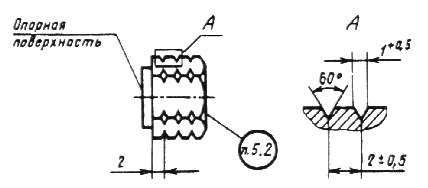 Опорная
поверхность
А
А
1+0,5
60°
п.5.2
2
2±0,5